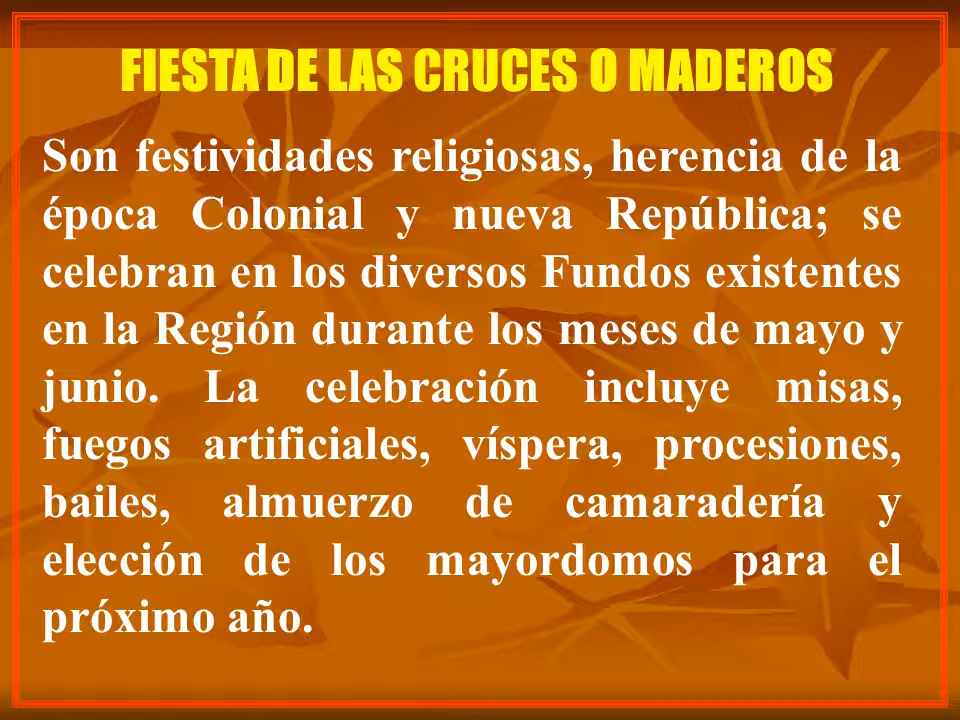 FIESTA DE LAS CRUCES O MADEROS
Son festividades religiosas, herencia de la
época Colonial y nueva República; se
celebran en los diversos Fundos existentes
en la Región durante los meses de mayo y
junio. La celebración incluye misas,
fuegos artificiales, víspera, procesiones,
bailes, almuerzo de camaradería y
elección de los mayordomos para el
próximo año.